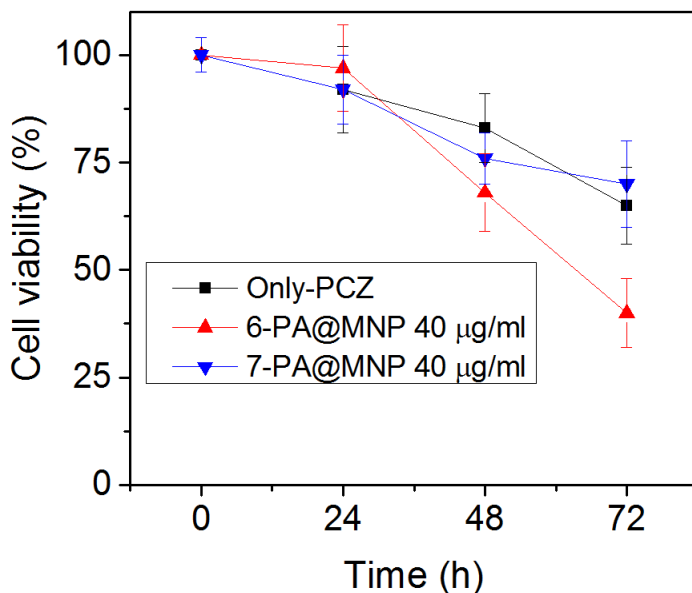 Cell viability (%)
100
75
50
25
0
Only-PCZ
6-PA@MNP 40 μg/ml
7-PA@MNP 40 μg/ml
0 24 48 72
Time (h)